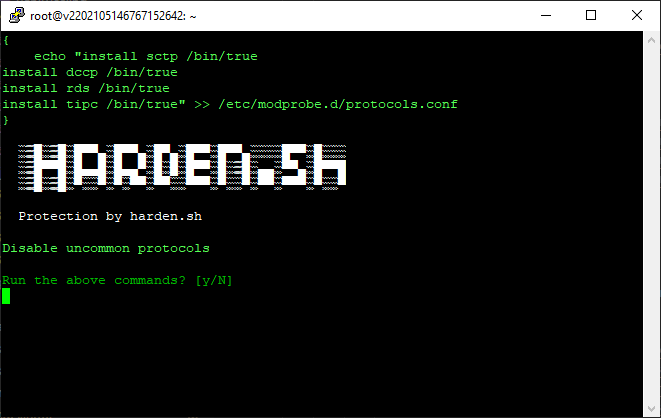 root@v2202105146767152642: ~
{
    echo "install sctp /bin/true
install dccp /bin/true
install rds /bin/true
install tipc /bin/true" >> /etc/modprobe.d/protocols.conf
}
HARDEN.Sh
Protection by harden.sh
Disable uncommon protocols
Run the above commands? [y/N]